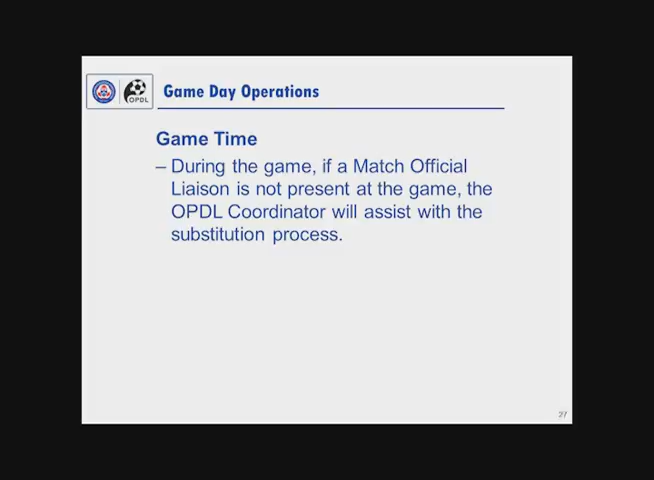 OPDL
Game Day Operations
Game Time
– During the game, if a Match Official
Liaison is not present at the game, the
OPDL Coordinator will assist with the
substitution process.
27